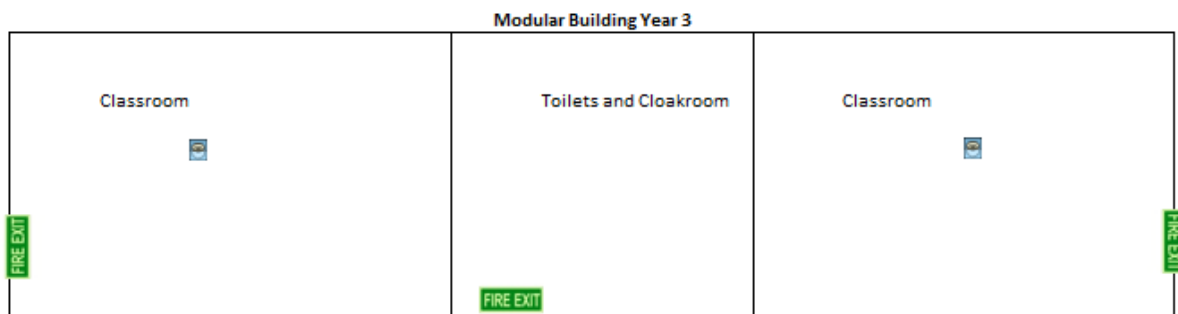 Modular Building Year 3
Classroom
Toilets and Cloakroom
Classroom
FIRE EXIT
FIRE EXIT
FIRE EXIT